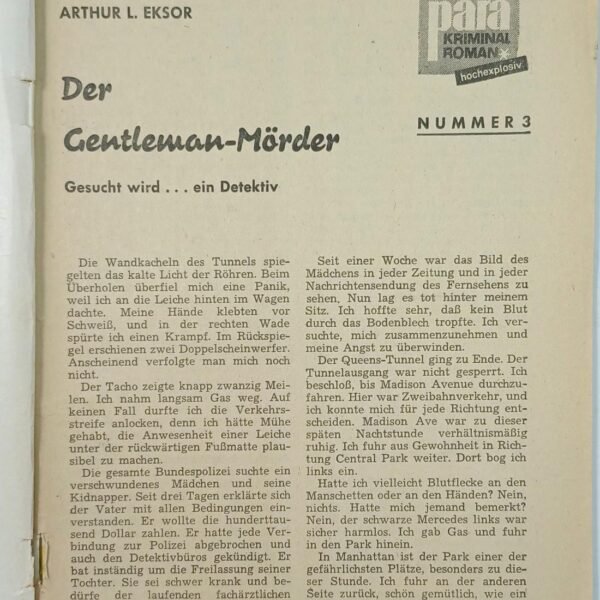 ARTHUR L. EKSOR
para
KRIMINAL
ROMAN
hochexplosiv.
Der
Gentleman-Mörder
NUMMER 3
Gesucht wird . . . ein Detektiv
Die Wandkacheln des Tunnels spie-
gelten das kalte Licht der Röhren. Beim
Überholen überfiel mich eine Panik,
weil ich an die Leiche hinten im Wagen
dachte. Meine Hände klebten vor
Schweiß, und in der rechten Wade
spürte ich einen Krampf. Im Rückspie-
gel erschienen zwei Doppelscheinwerfer.
Anscheinend verfolgte man mich noch
nicht.
Der Tacho zeigte knapp zwanzig Mei-
len. Ich nahm langsam Gas weg. Auf
keinen Fall durfte ich die Verkehrs-
streife anlocken, denn ich hätte Mühe
gehabt, die Anwesenheit einer Leiche
unter der rückwärtigen Fußmatte plau-
sibel zu machen.
Die gesamte Bundespolizei suchte ein
verschwundenes Mädchen und seine
Kidnapper. Seit drei Tagen erklärte sich
der Vater mit allen Bedingungen ein-
verstanden. Er wollte die hunderttau-
send Dollar zahlen. Er hatte jede Ver-
bindung zur Polizei abgebrochen und
auch den Detektivbüros gekündigt. Er
bat inständig um die Freilassung seiner
Tochter. Sie sei schwer krank und be-
dürfe der laufenden fachärztlichen
Seit einer Woche war das Bild des
Mädchens in jeder Zeitung und in jeder
Nachrichtensendung des Fernsehens zu
sehen, Nun lag es tot hinter meinem
Sitz. Ich hoffte sehr, daß kein Blut
durch das Bodenblech tropfte. Ich ver-
suchte, mich zusammenzunehmen und
meine Angst zu überwinden.
Der Queens-Tunnel ging zu Ende. Der
Tunnelausgang war nicht gesperrt. Ich
beschloß, bis Madison Avenue durchzu-
fahren. Hier war Zweibahnverkehr, und
ich konnte mich für jede Richtung ent-
scheiden. Madison Ave war zu dieser
späten Nachtstunde verhältnismäßig
ruhig. Ich fuhr aus Gewohnheit in Rich-
tung Central Park weiter. Dort bog ich
links ein.
Hatte ich vielleicht Blutflecke an den
Manschetten oder an den Händen? Nein,
nichts. Hatte mich jemand bemerkt?
Nein, der schwarze Mercedes links war
sicher harmlos. Ich gab Gas und fuhr
in den Park hinein.
In Manhattan ist der Park einer der
gefährlichsten Plätze, besonders zu die-
ser Stunde. Ich fuhr an der anderen
Seite zurück, schön gemütlich, wie ein